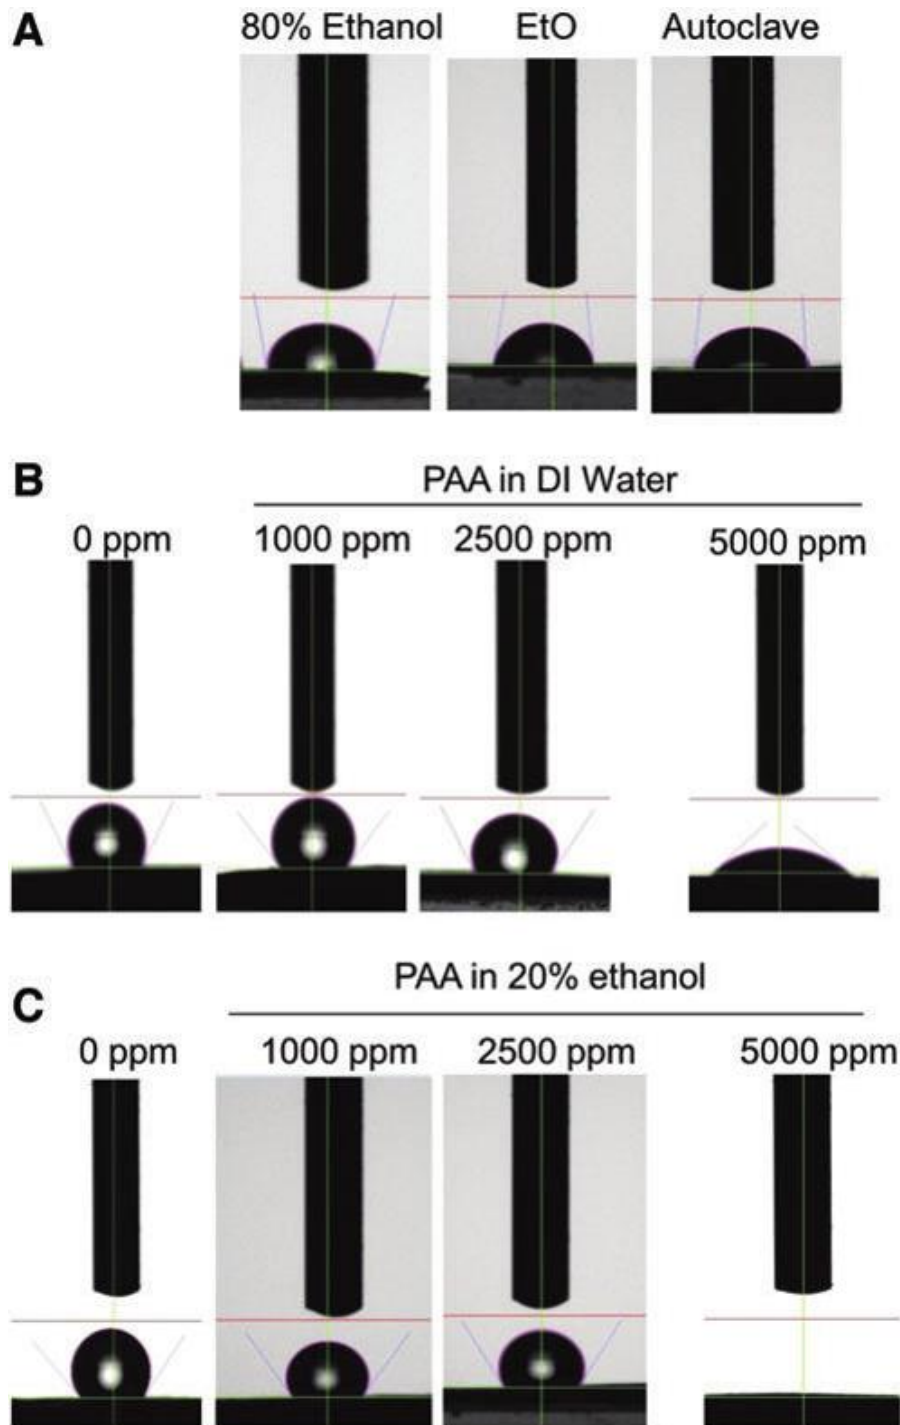 A
80% Ethanol EtO Autoclave
B
PAA in DI Water
0 ppm 1000 ppm 2500 ppm 5000 ppm
C
PAA in 20% ethanol
0 ppm 1000 ppm 2500 ppm 5000 ppm